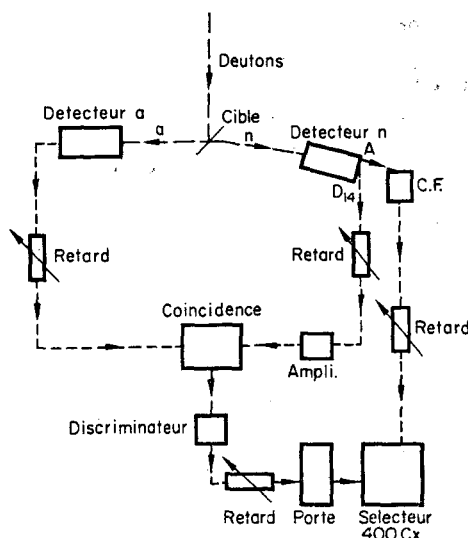 Deutons
Cible
Detecteur a
a
n
Detecteur n
A
D14
C.F.
Retard
Retard
Retard
Coincidence
Ampli.
Discriminateur
Retard
Porte
Selecteur
400 Cx